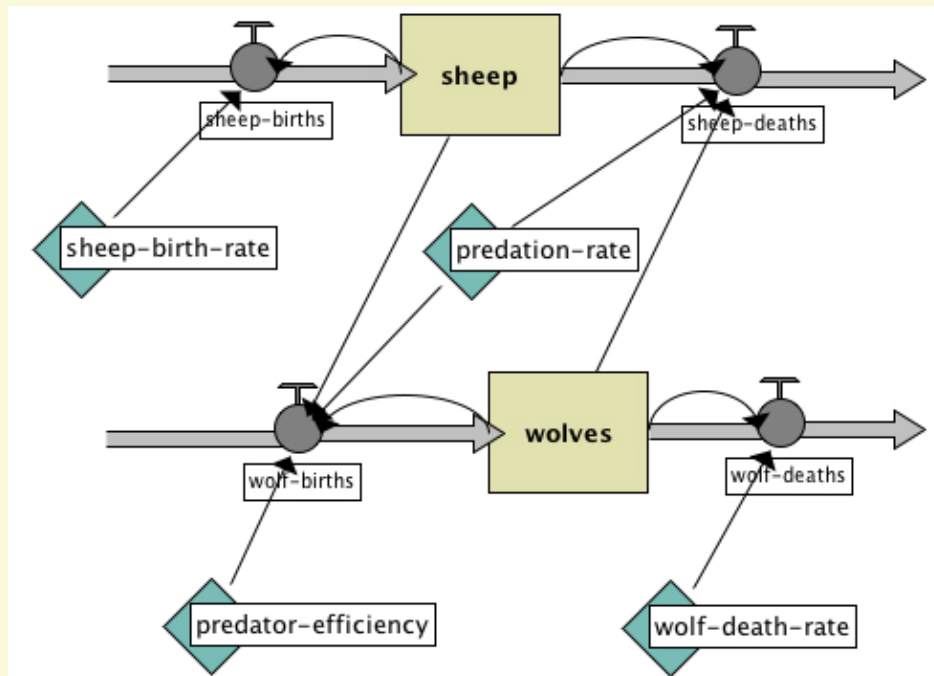 sheep
sheep-births
sheep-deaths
sheep-birth-rate
predation-rate
wolves
wolf-births
wolf-deaths
predator-efficiency
wolf-death-rate